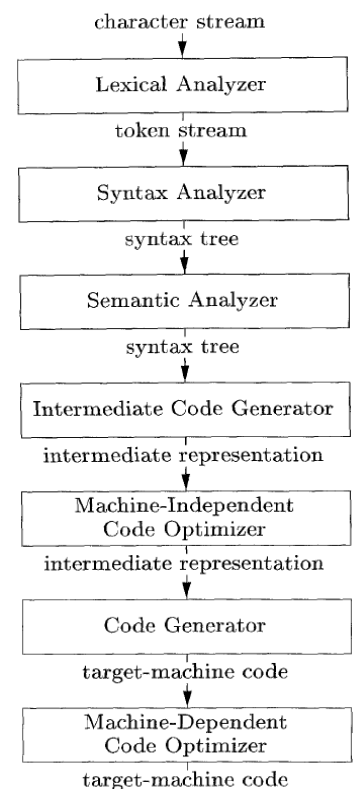 character stream
Lexical Analyzer
token stream
Syntax Analyzer
syntax tree
Semantic Analyzer
syntax tree
Intermediate Code Generator
intermediate representation
Machine-Independent
Code Optimizer
intermediate representation
Code Generator
target-machine code
Machine-Dependent
Code Optimizer
target-machine code